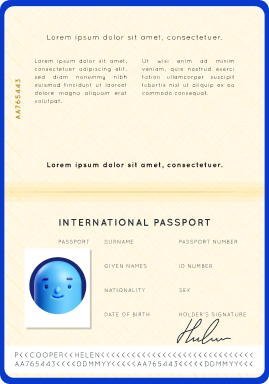 Lorem ipsum dolor sit amet, consectetuer.
Lorem ipsum dolor sit amet,
consectetuer adipiscing elit,
sed diam nonummy nibh
euismod tincidunt ut laoreet
dolore magna aliquam erat
volutpat.
Ut wisi enim ad minim
veniam, quis nostrud exerci
tation ullamcorper suscipit
lobortis nisl ut aliquip ex ea
commodo consequat.
AA765443
Lorem ipsum dolor sit amet, consectetuer.
INTERNATIONAL PASSPORT
PASSPORT
SURNAME
PASSPORT NUMBER
GIVEN NAMES
ID NUMBER
NATIONALITY
SEX
DATE OF BIRTH
HOLDER'S SIGNATURE
P<<COOPER<<HELEN<<<<<<<<<<<<<<<<<<<<<<<<<<<
AA765443<<<<DDMMYY<<<<AA765443<<<<DDMMYY<<<<